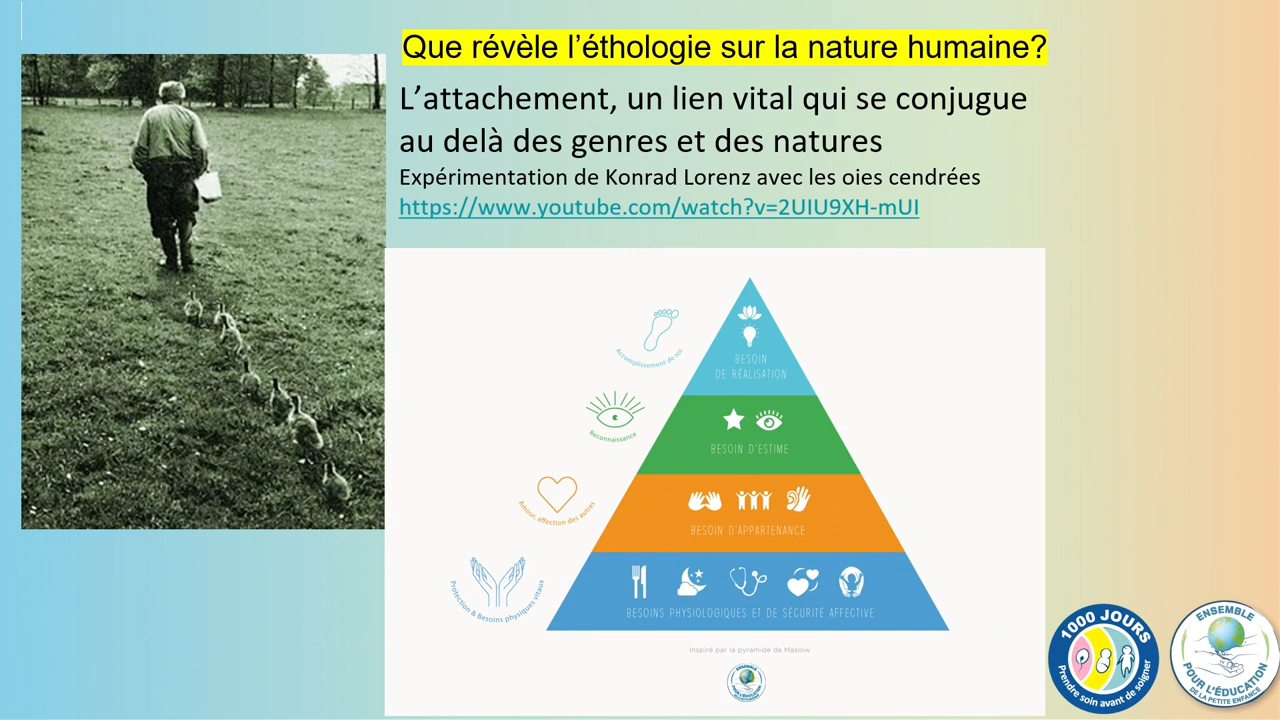 Que révèle l’éthologie sur la nature humaine?
L’attachement, un lien vital qui se conjugue
au delà des genres et des natures
Expérimentation de Konrad Lorenz avec les oies cendrées
https://www.youtube.com/watch?v=2UIU9XH-mUI
Accomplissement de soi
BESOIN
DE RÉALISATION
Reconnaissance
BESOIN D'ESTIME
Amour, affection des autres
BESOIN D'APPARTENANCE
Protection & Besoins physiques vitaux
BESOINS PHYSIOLOGIQUES ET DE SÉCURITÉ AFFECTIVE
Inspiré par la pyramide de Maslow
ENSEMBLE
POUR L'ÉDUCATION
1000 JOURS
Prendre soin avant de soigner
ENSEMBLE
POUR L'ÉDUCATION
DE LA PETITE ENFANCE